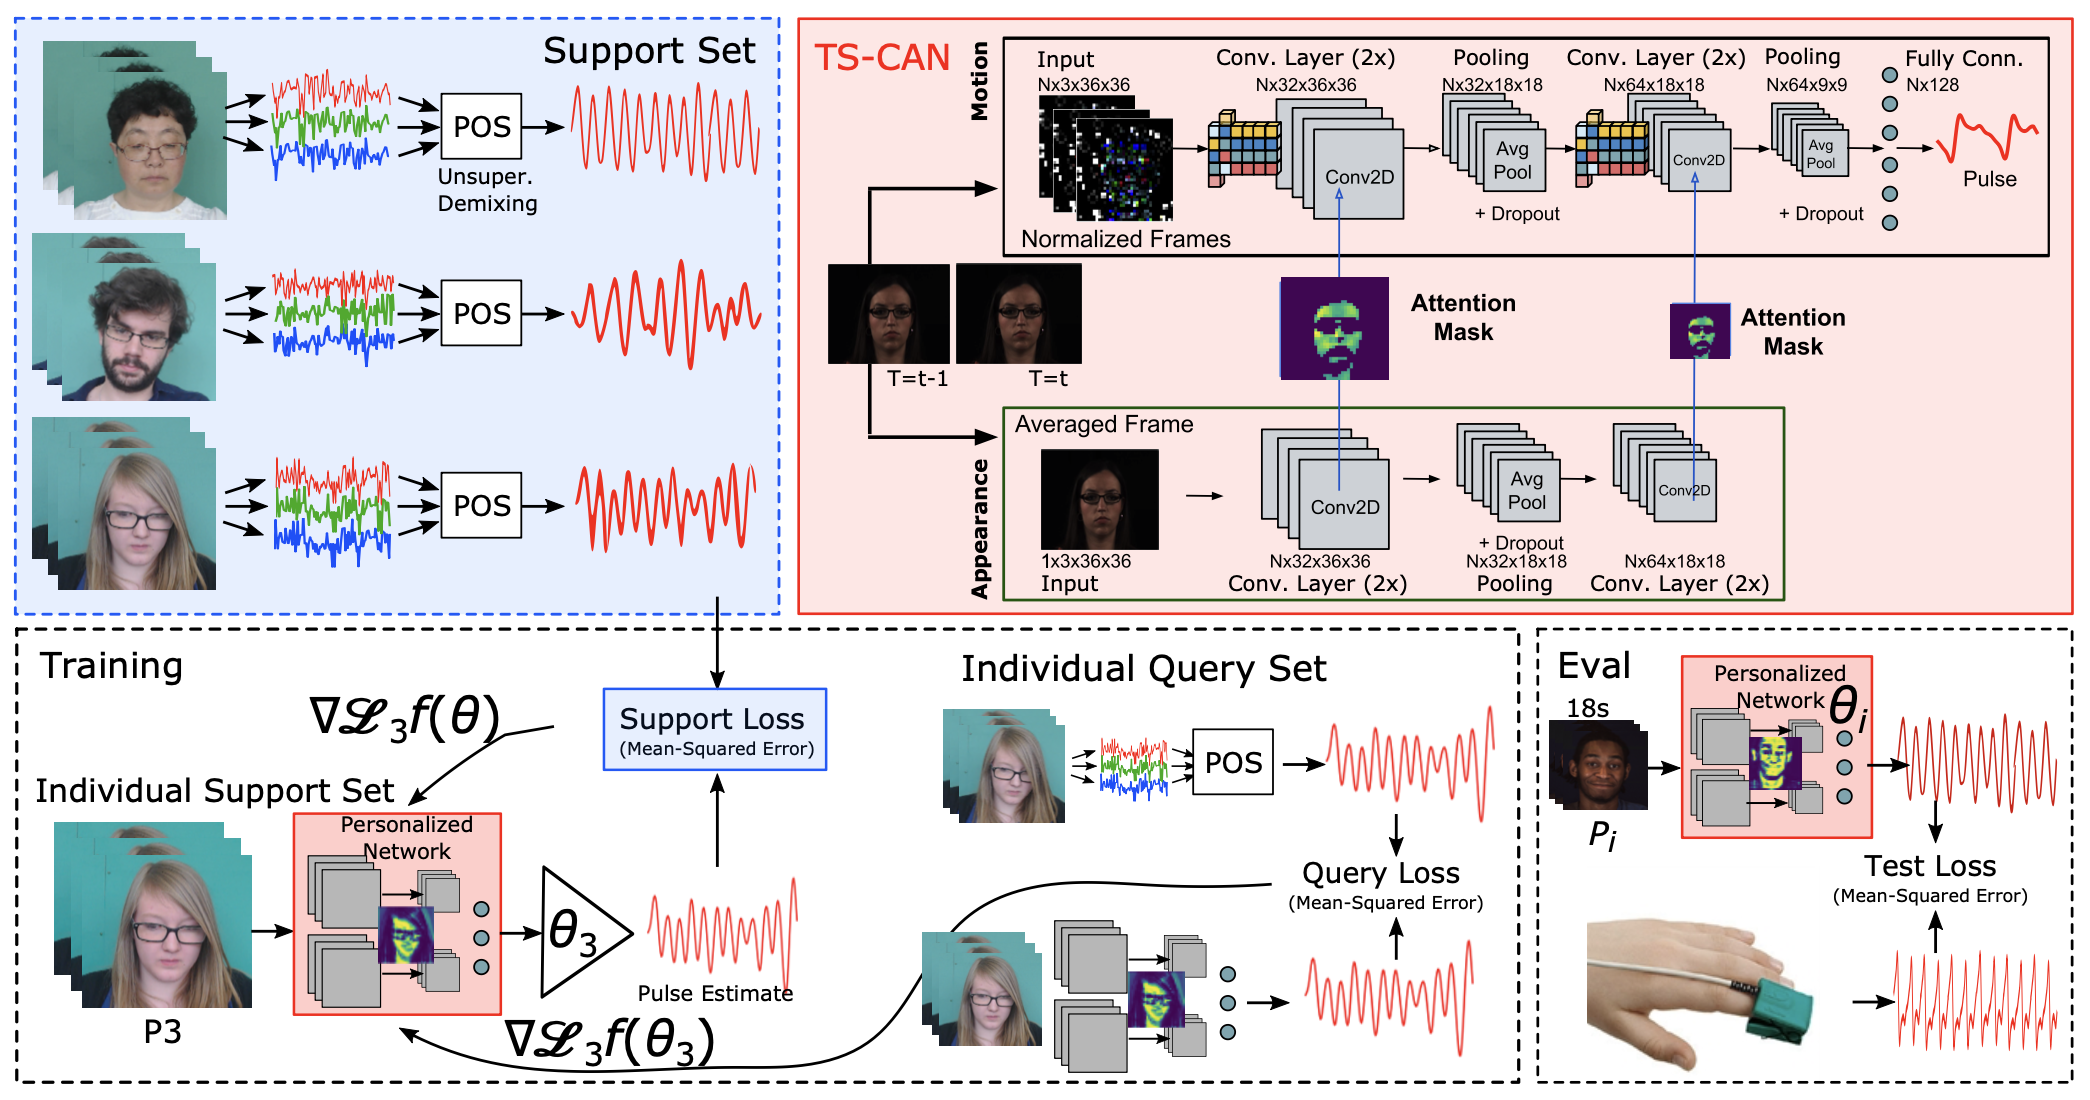 Support Set
POS
Unsuper.
Demixing
POS
POS
TS-CAN
Motion
Input
Nx3x36x36
Normalized Frames
Conv. Layer (2x)
Nx32x36x36
Conv2D
Pooling
Nx32x18x18
Avg
Pool
+ Dropout
Conv. Layer (2x)
Nx64x18x18
Conv2D
Pooling
Nx64x9x9
Avg
Pool
+ Dropout
Fully Conn.
Nx128
Pulse
T=t-1
T=t
Attention
Mask
Attention
Mask
Appearance
Averaged Frame
1x3x36x36
Input
Conv2D
Nx32x36x36
Conv. Layer (2x)
Avg
Pool
+ Dropout
Nx32x18x18
Pooling
Conv2D
Nx64x18x18
Conv. Layer (2x)
Training
∇ℒ₃f(θ)
Support Loss
(Mean-Squared Error)
Individual Support Set
P3
Personalized
Network
θ₃
Pulse Estimate
∇ℒ₃f(θ₃)
Individual Query Set
POS
Query Loss
(Mean-Squared Error)
Eval
18s
Pᵢ
Personalized
Network
θᵢ
Test Loss
(Mean-Squared Error)